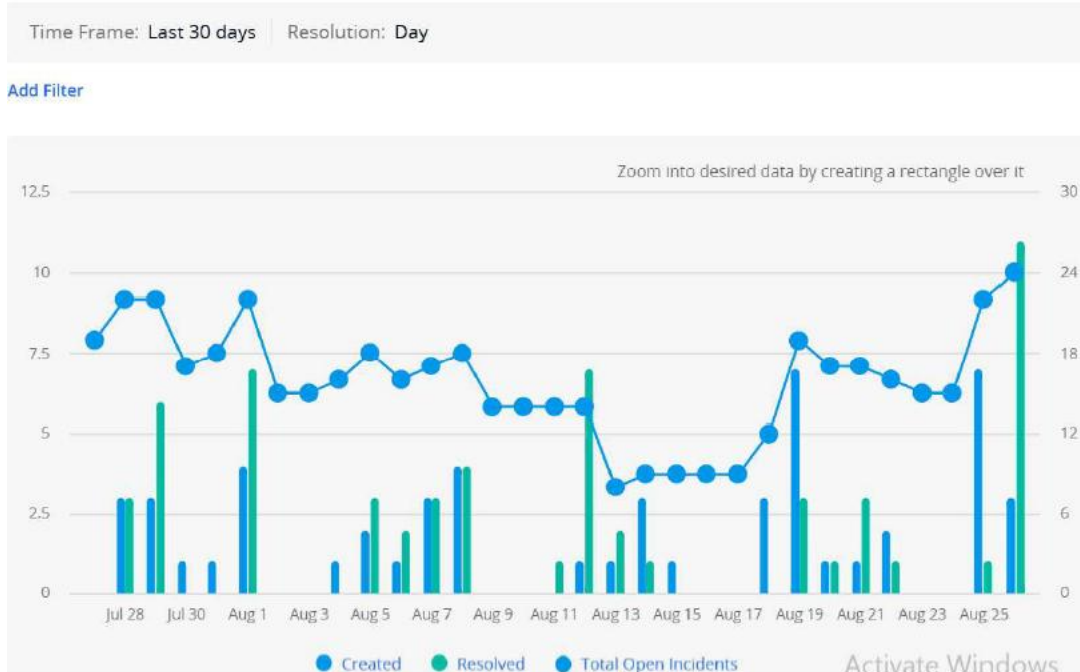 Time Frame: Last 30 days Resolution: Day
Add Filter
Zoom into desired data by creating a rectangle over it
12.5 30
10 24
7.5 18
5 12
2.5 6
0 0
Jul 28 Jul 30 Aug 1 Aug 3 Aug 5 Aug 7 Aug 9 Aug 11 Aug 13 Aug 15 Aug 17 Aug 19 Aug 21 Aug 23 Aug 25
Created Resolved Total Open Incidents
Activate Windows